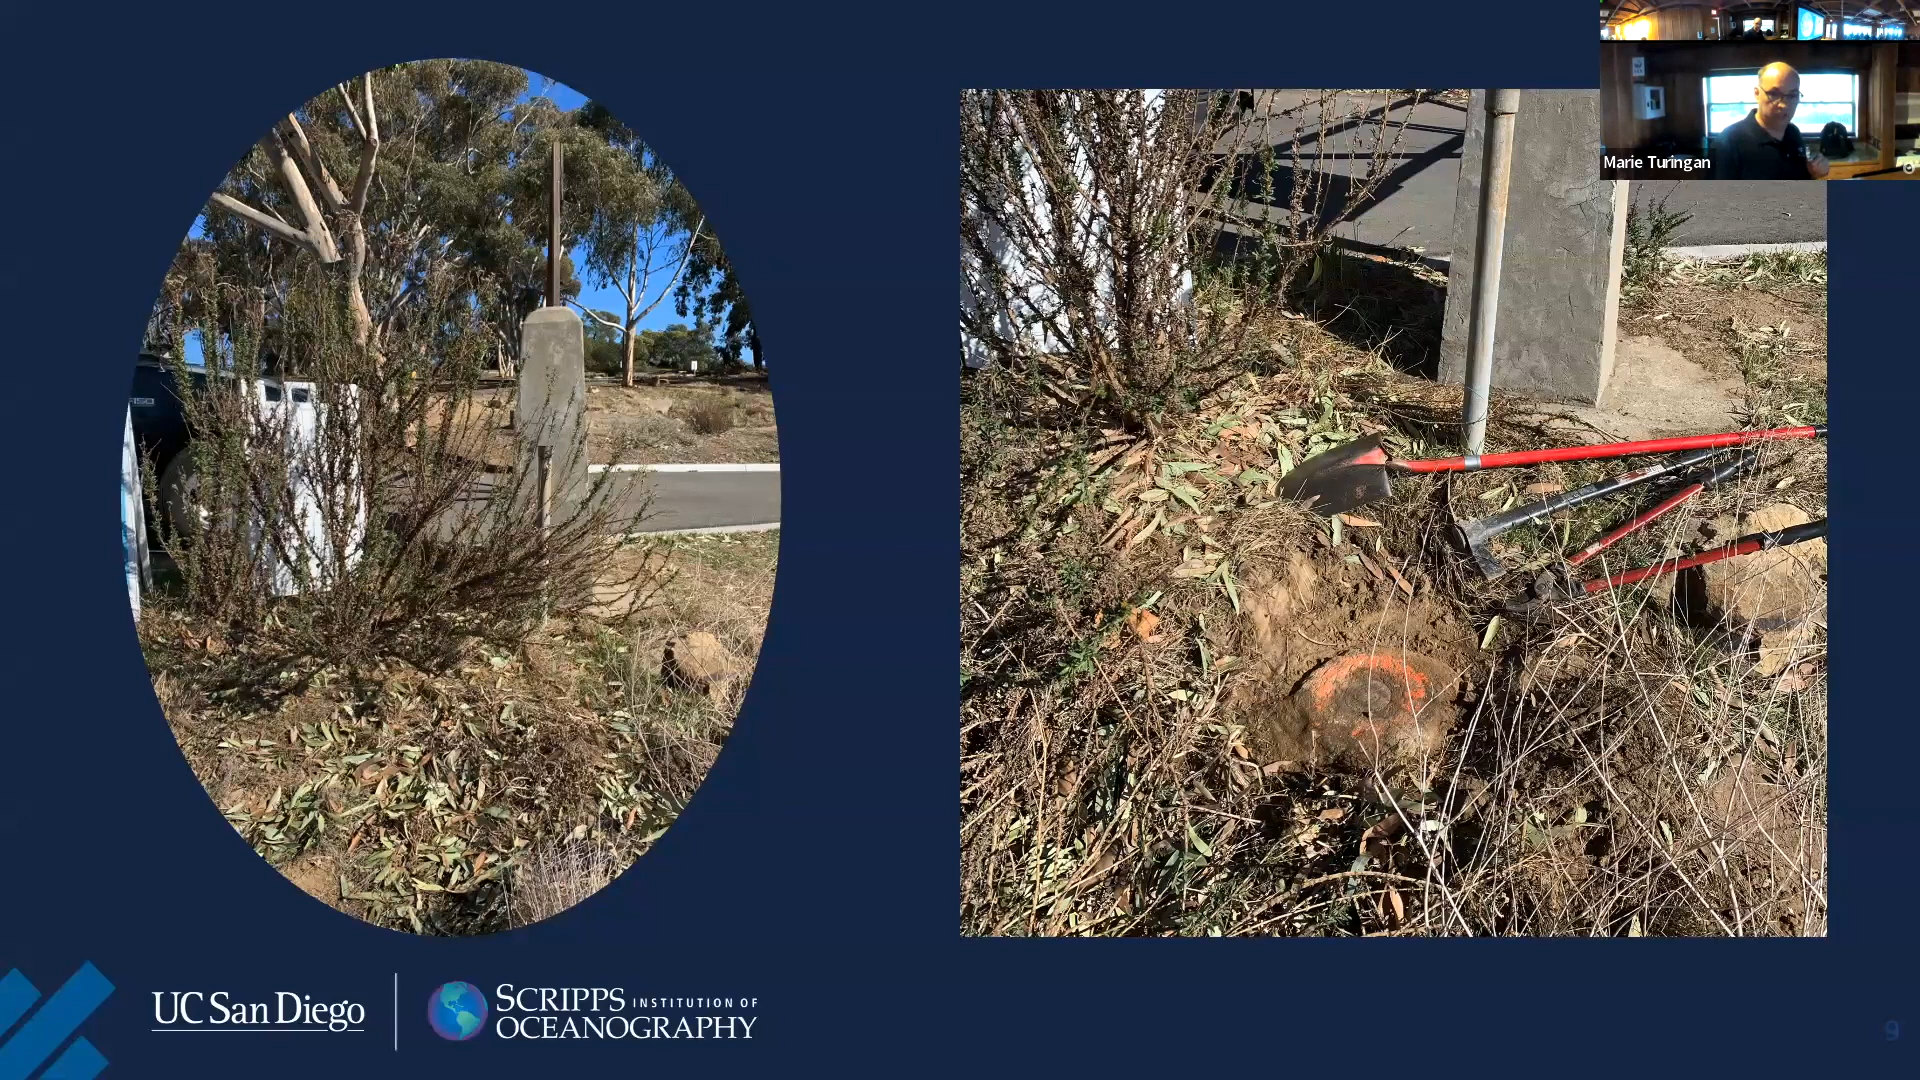 Marie Turingan
UC San Diego
SCRIPPS INSTITUTION OF
OCEANOGRAPHY
9